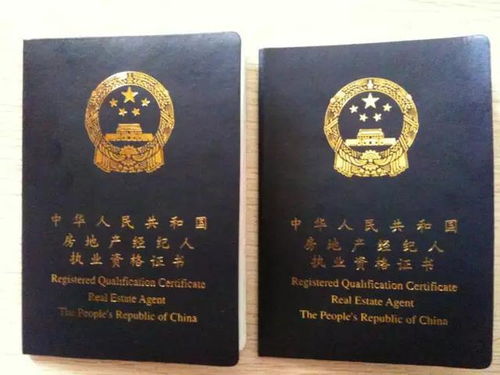 中华人民共和国
房地产经纪人
执业资格证书
Registered Qualification Certificate
Real Estate Agent
The People's Republic of China
中华人民共和国
房地产经纪人
执业资格证书
Registered Qualification Certificate
Real Estate Agent
The People's Republic of China